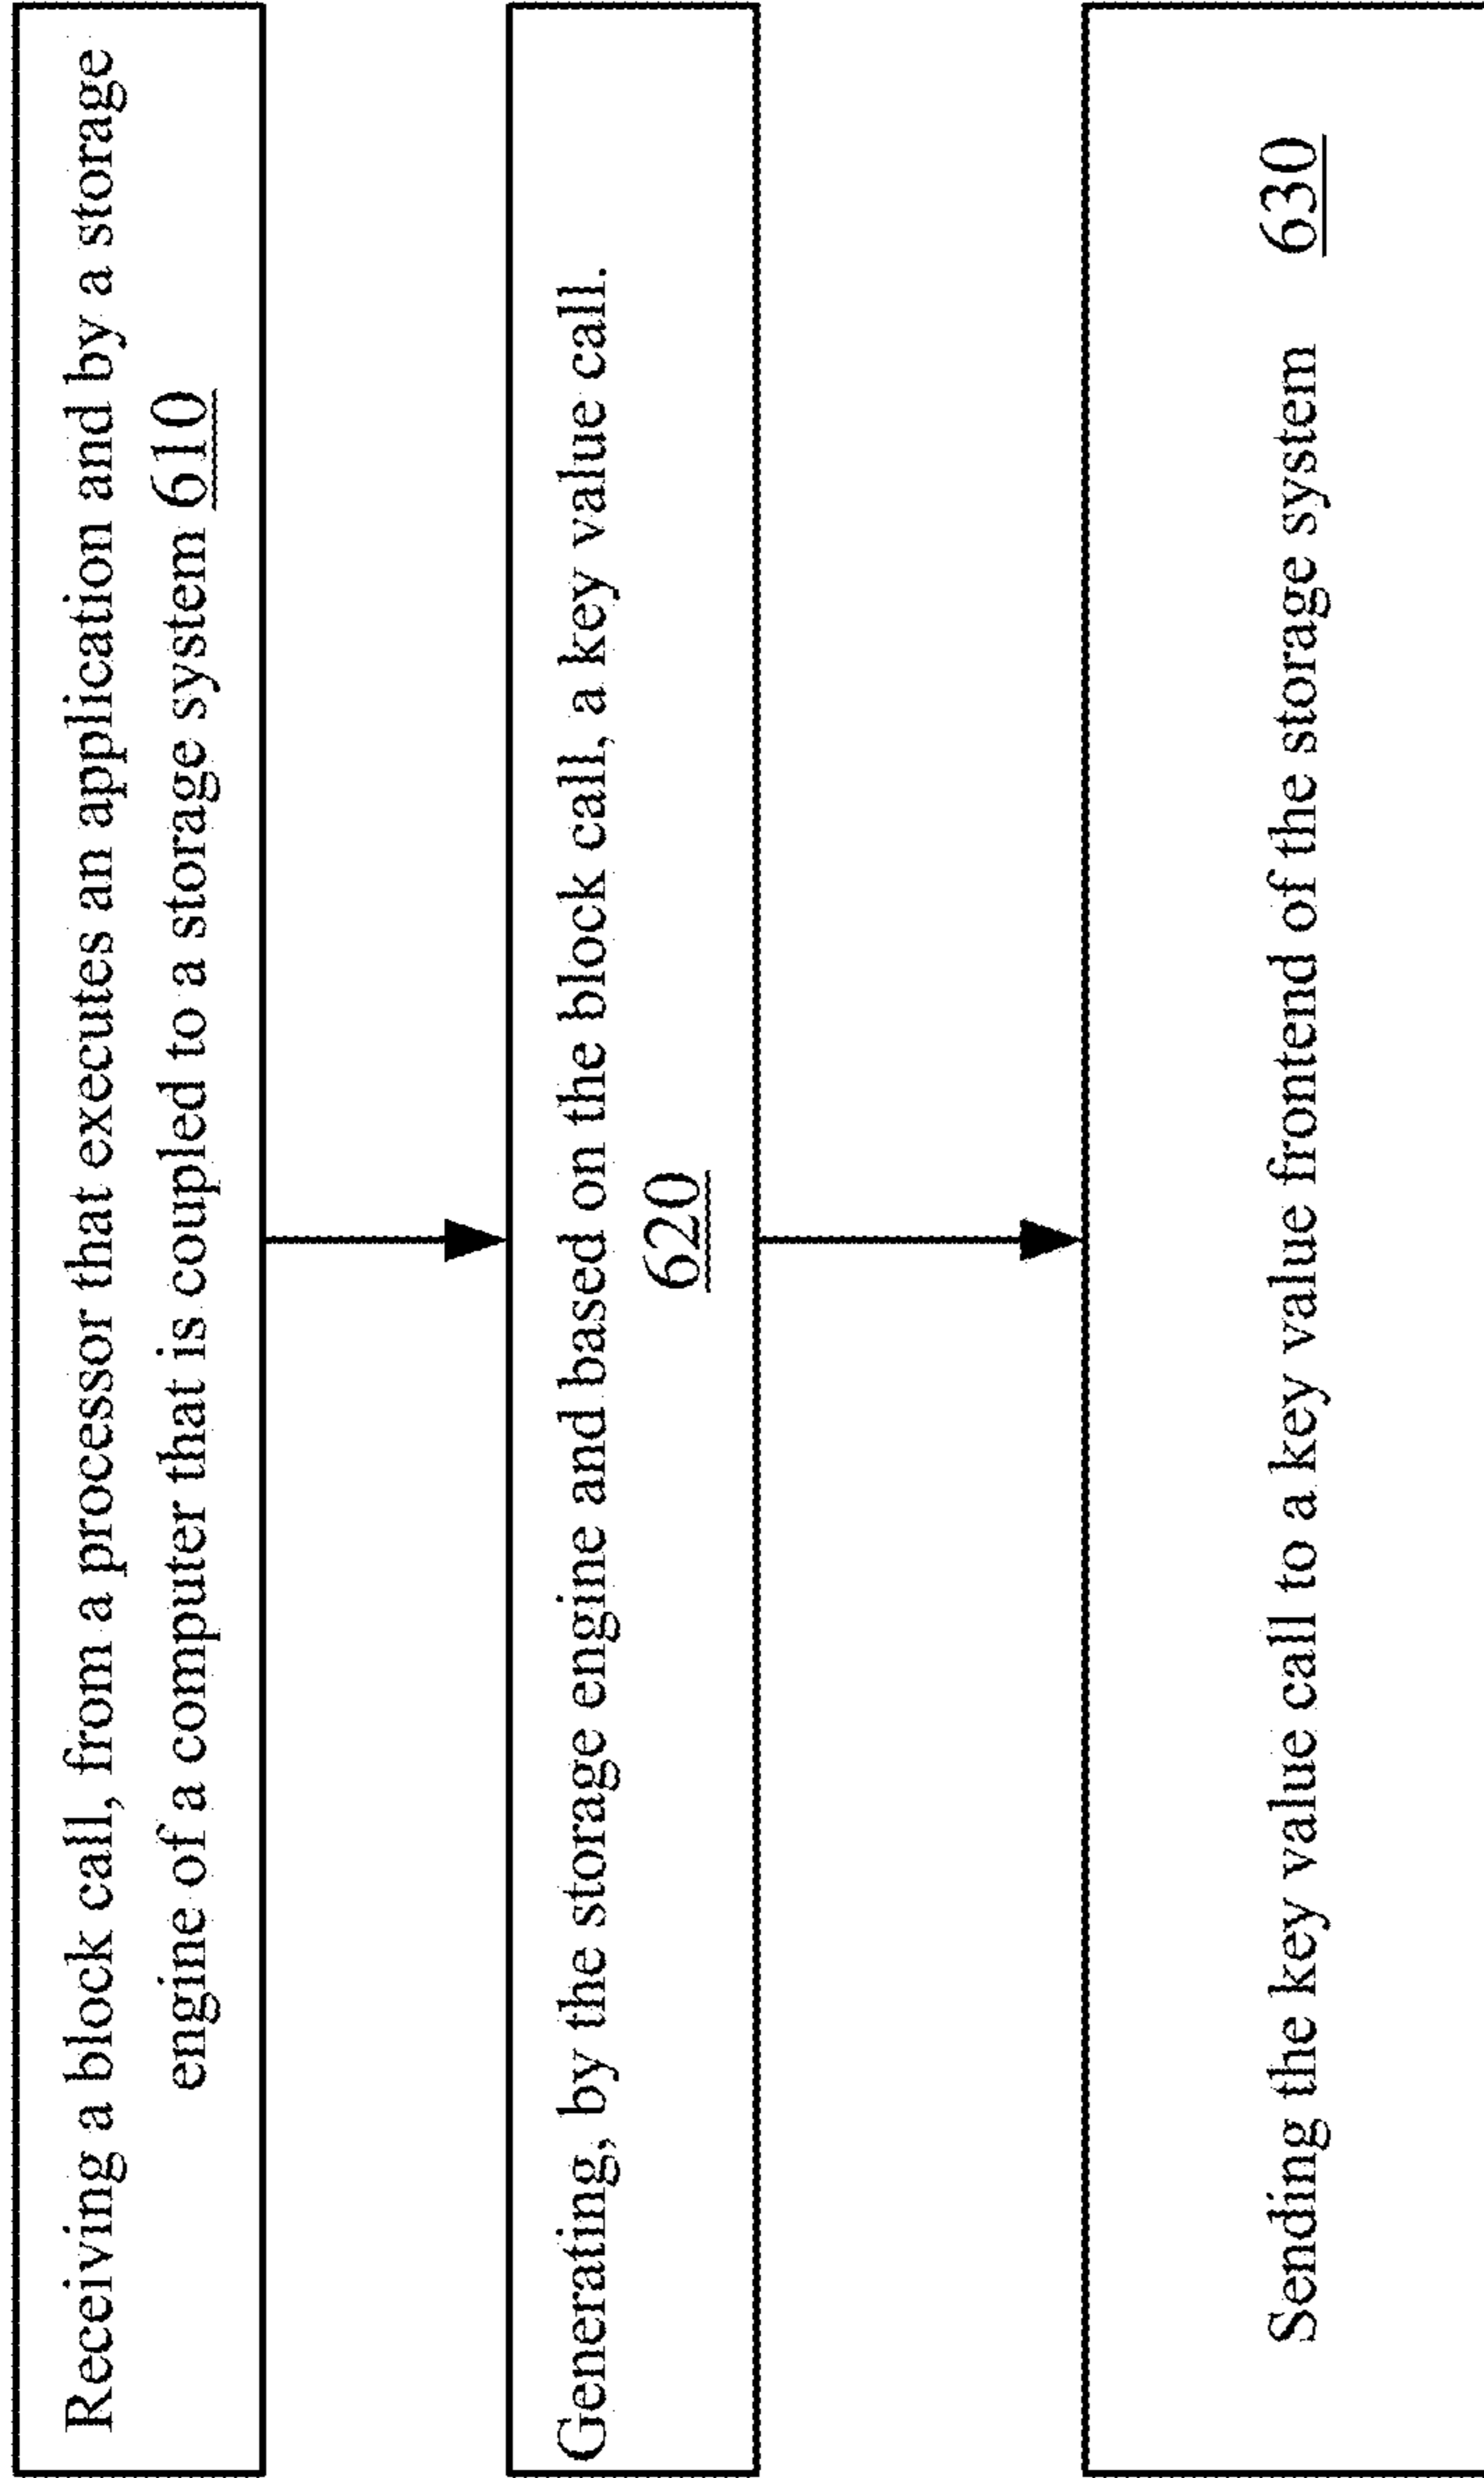 Receiving a block call, from a processor that executes an application and by a storage
engine of a computer that is coupled to a storage system 610
Generating, by the storage engine and based on the block call, a key value call.
620
Sending the key value call to a key value frontend of the storage system 630